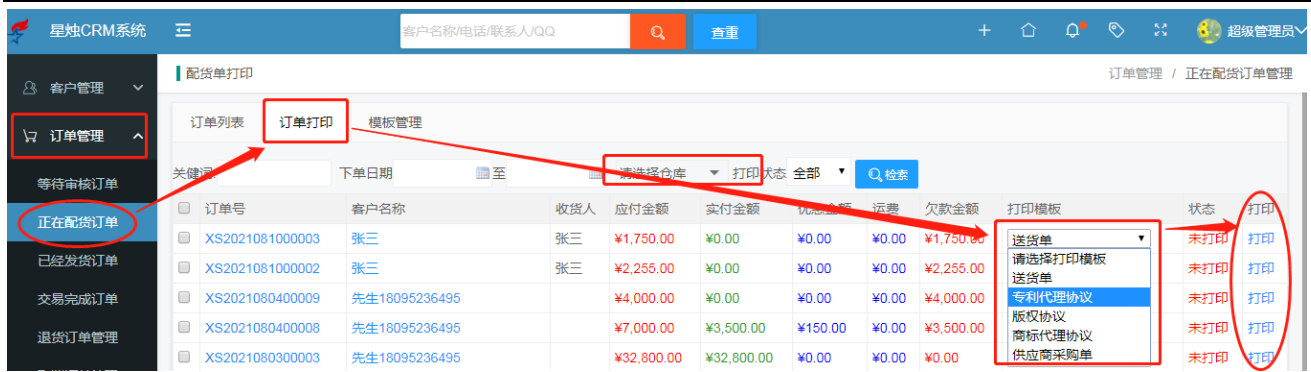 星烛CRM系统 客户名称/电话/联系人/QQ 查重 超级管理员
客户管理 配货单打印 订单管理 / 正在配货订单管理
订单管理 订单列表 订单打印 模板管理
关键词 下单日期 至 请选择仓库 打印状态 全部 检索
等待审核订单
订单号 客户名称 收货人 应付金额 实付金额 优惠金额 运费 欠款金额 打印模板 状态 打印
正在配货订单
XS2021081000003 张三 张三 ¥1,750.00 ¥0.00 ¥0.00 ¥0.00 ¥1,750.00 送货单 未打印 打印
请选择打印模板
已经发货订单
XS2021081000002 张三 张三 ¥2,255.00 ¥0.00 ¥0.00 ¥0.00 ¥2,255.00 送货单 未打印 打印
交易完成订单
XS2021080400009 先生18095236495 ¥4,000.00 ¥0.00 ¥0.00 ¥0.00 ¥4,000.00 专利代理协议 未打印 打印
版权协议
退货订单管理
XS2021080400008 先生18095236495 ¥7,000.00 ¥3,500.00 ¥150.00 ¥0.00 ¥3,500.00 商标代理协议 未打印 打印
XS2021080300003 先生18095236495 ¥32,800.00 ¥32,800.00 ¥0.00 ¥0.00 ¥0.00 供应商采购单 未打印 打印